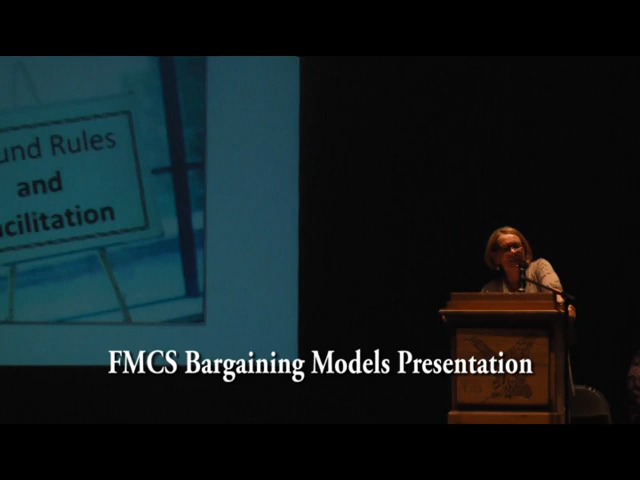 und Rules
and
cilitation
FMCS Bargaining Models Presentation